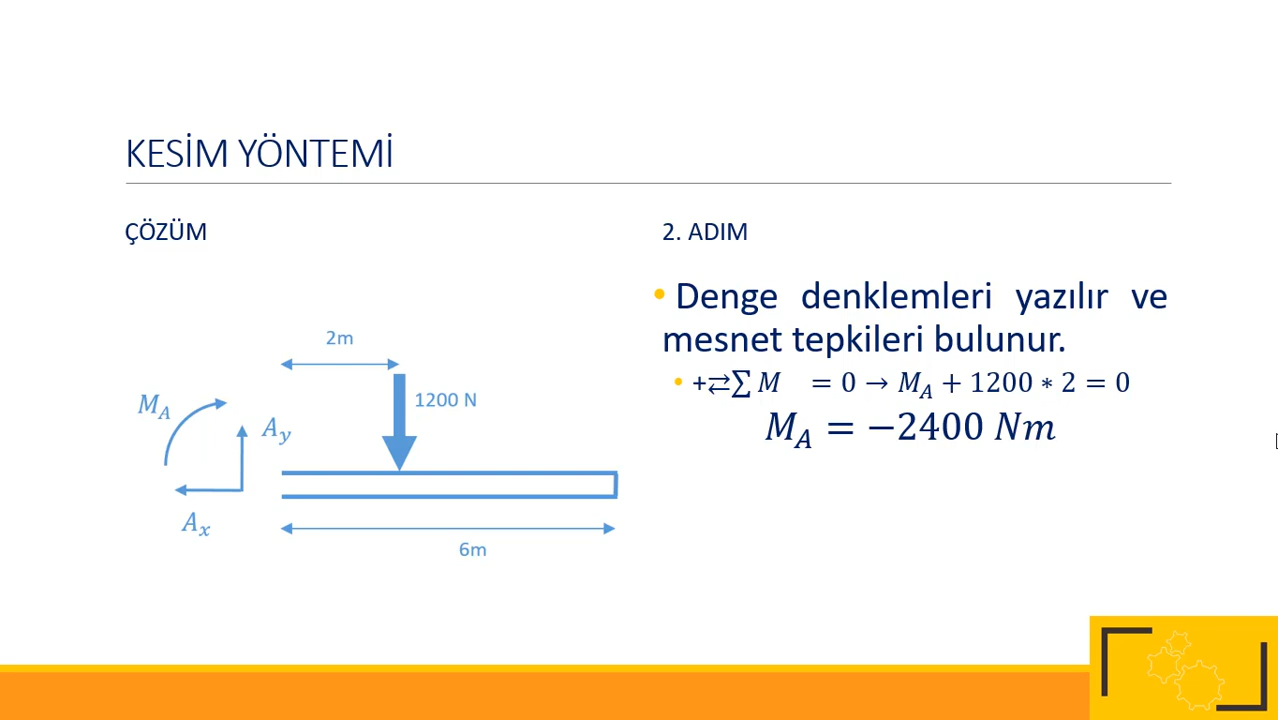 KESİM YÖNTEMİ
ÇÖZÜM
2. ADIM
• Denge denklemleri yazılır ve
mesnet tepkileri bulunur.
• +⇄∑ M = 0 → M_A + 1200 ∗ 2 = 0
M_A = −2400 Nm
2m
M_A
1200 N
A_y
A_x
6m